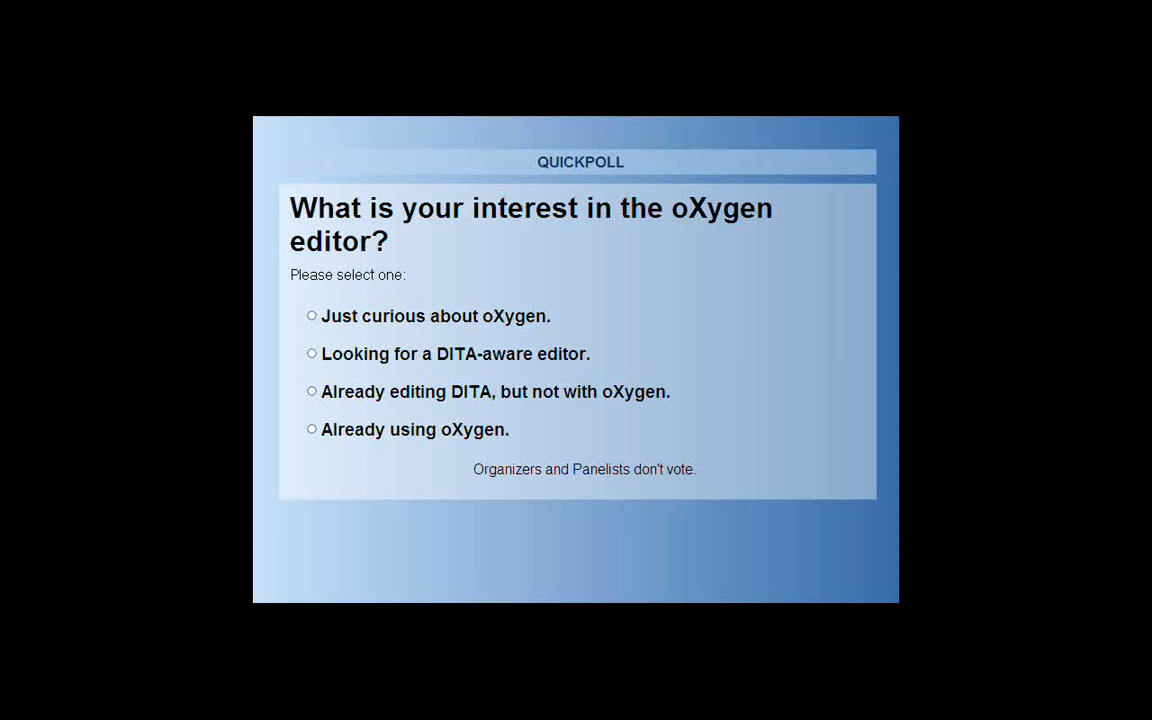 QUICKPOLL
What is your interest in the oXygen
editor?
Please select one:
Just curious about oXygen.
Looking for a DITA-aware editor.
Already editing DITA, but not with oXygen.
Already using oXygen.
Organizers and Panelists don't vote.